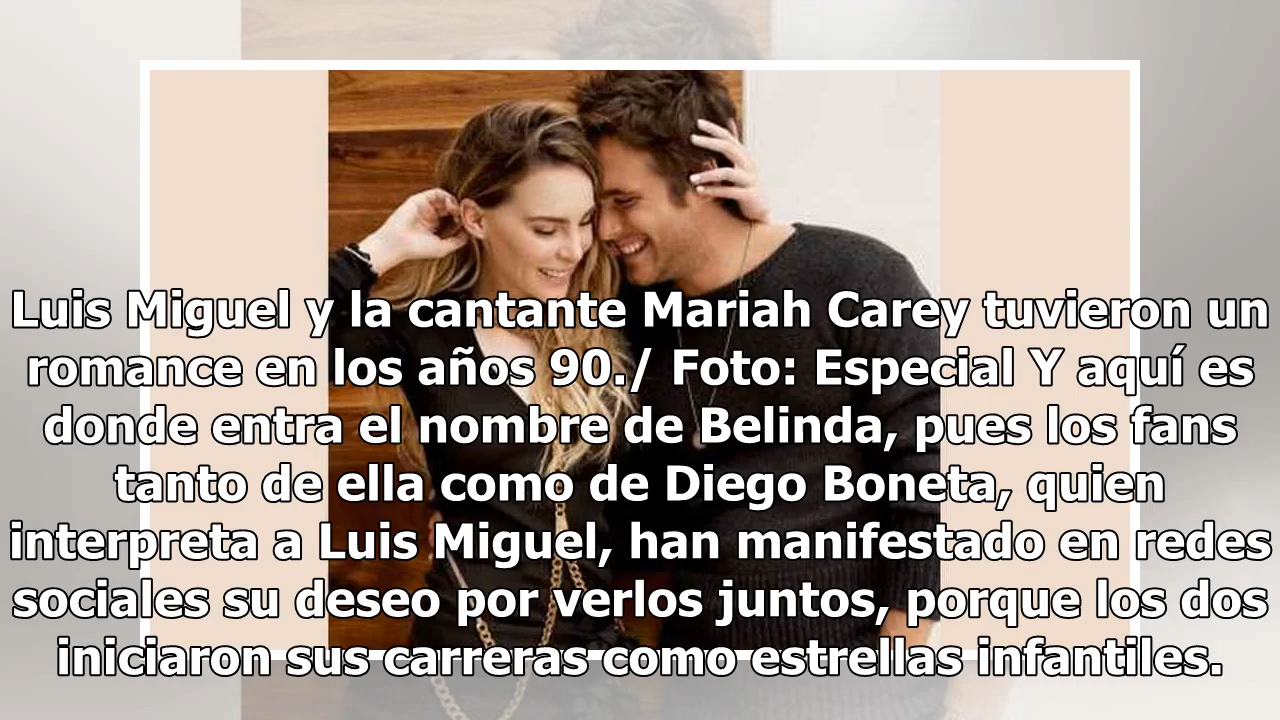 Luis Miguel y la cantante Mariah Carey tuvieron un
romance en los años 90./ Foto: Especial Y aquí es
donde entra el nombre de Belinda, pues los fans
tanto de ella como de Diego Boneta, quien
interpreta a Luis Miguel, han manifestado en redes
sociales su deseo por verlos juntos, porque los dos
iniciaron sus carreras como estrellas infantiles.